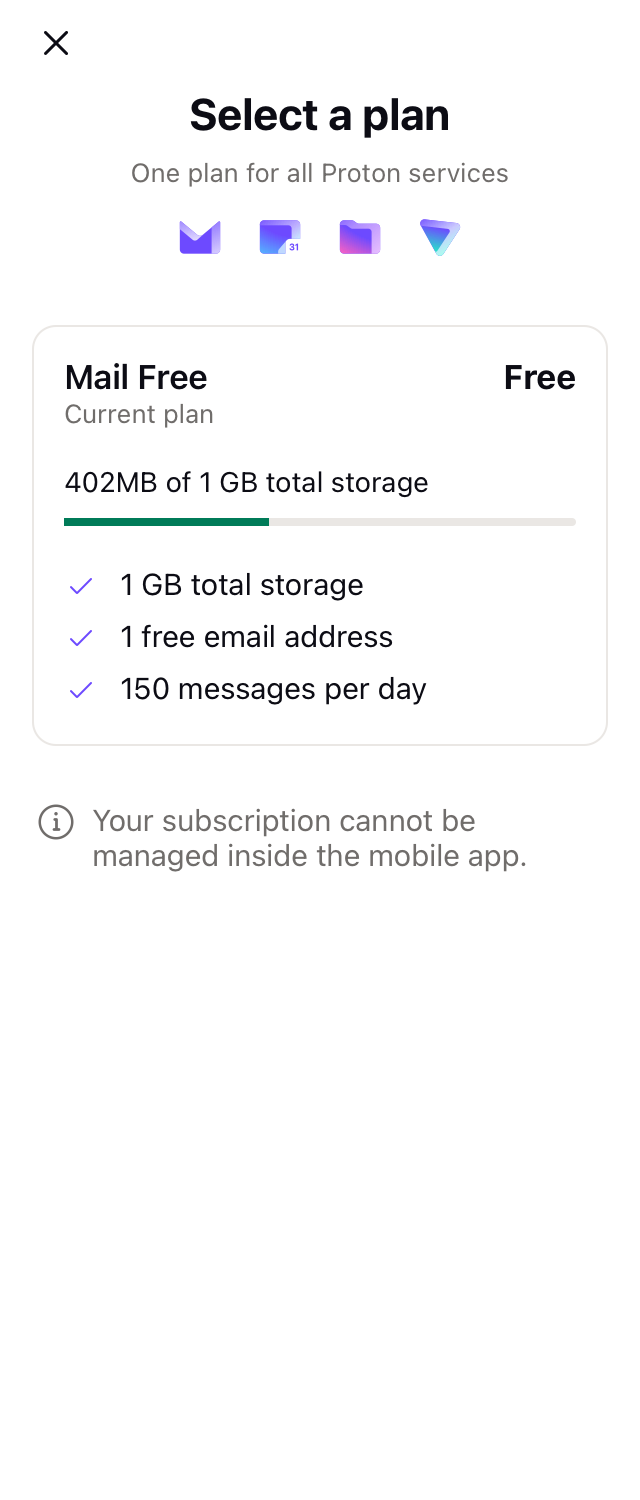 Select a plan
One plan for all Proton services
31
Mail Free
Free
Current plan
402MB of 1 GB total storage
1 GB total storage
1 free email address
150 messages per day
Your subscription cannot be
managed inside the mobile app.